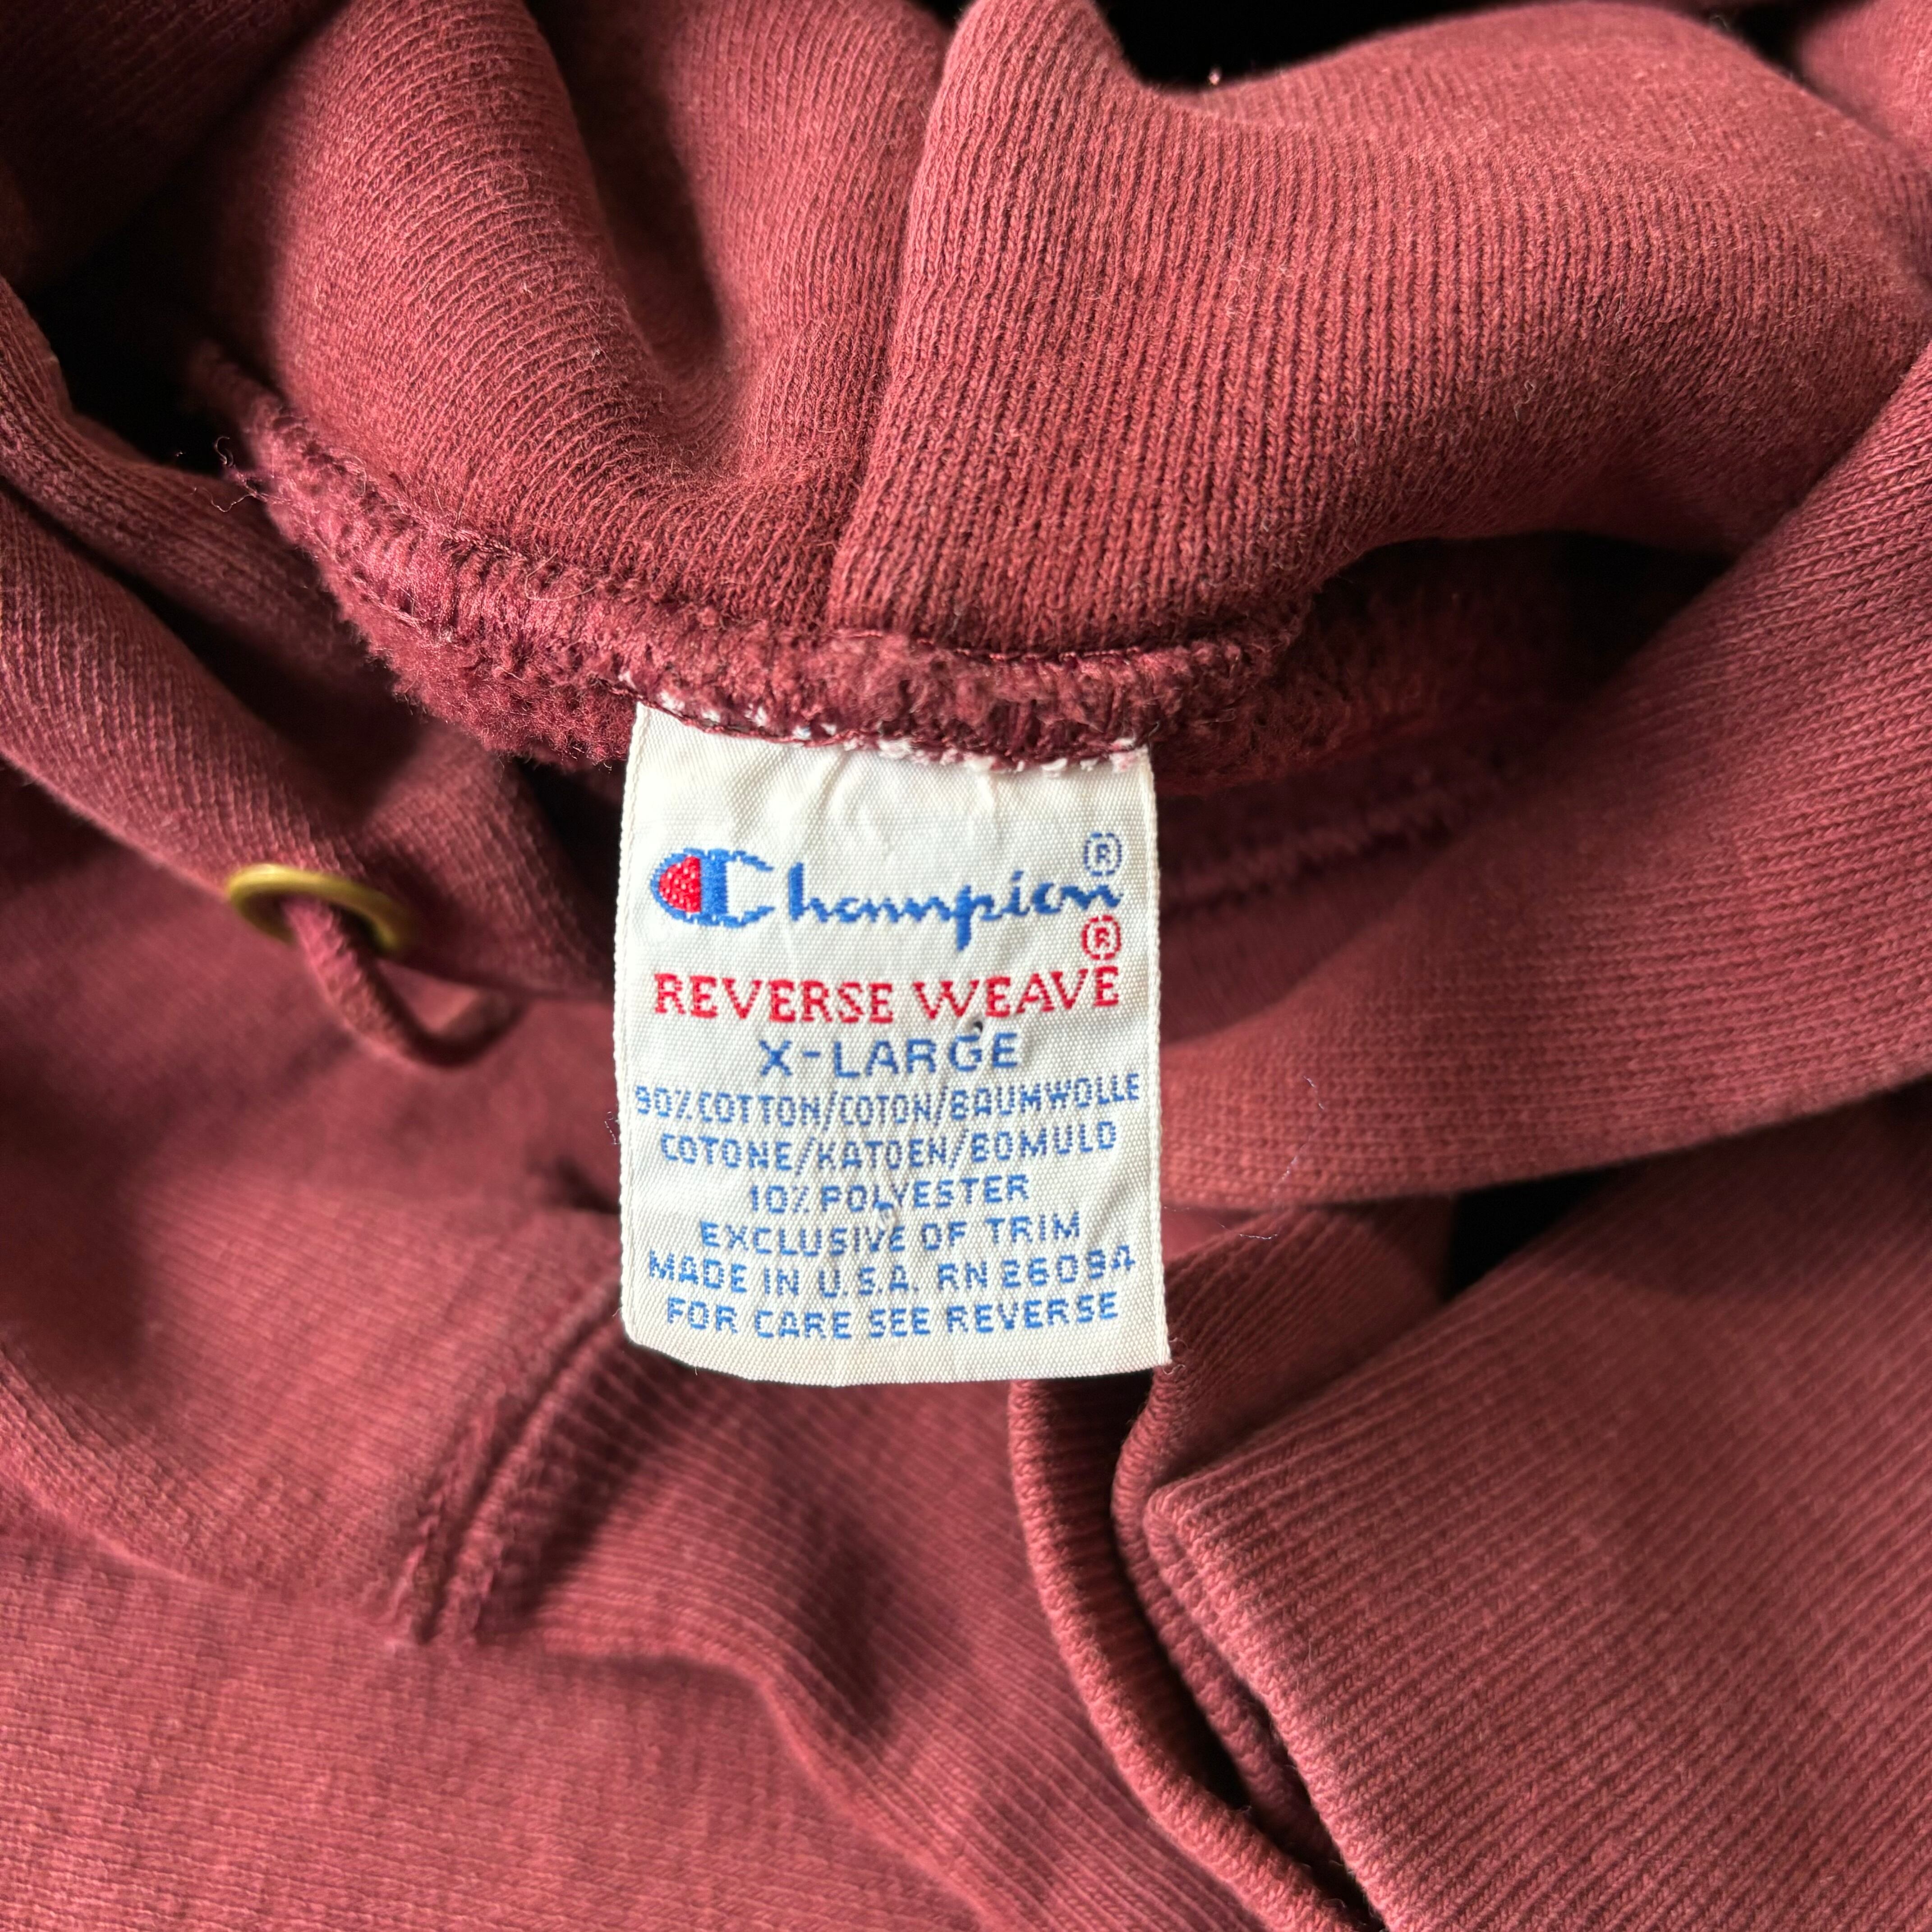 Champion®
REVERSE WEAVE®
X-LARGE
90% COTTON/COTON/BAUMWOLLE
COTONE/KATOEN/BOMULD
10% POLYESTER
EXCLUSIVE OF TRIM
MADE IN U.S.A. RN 26094
FOR CARE SEE REVERSE